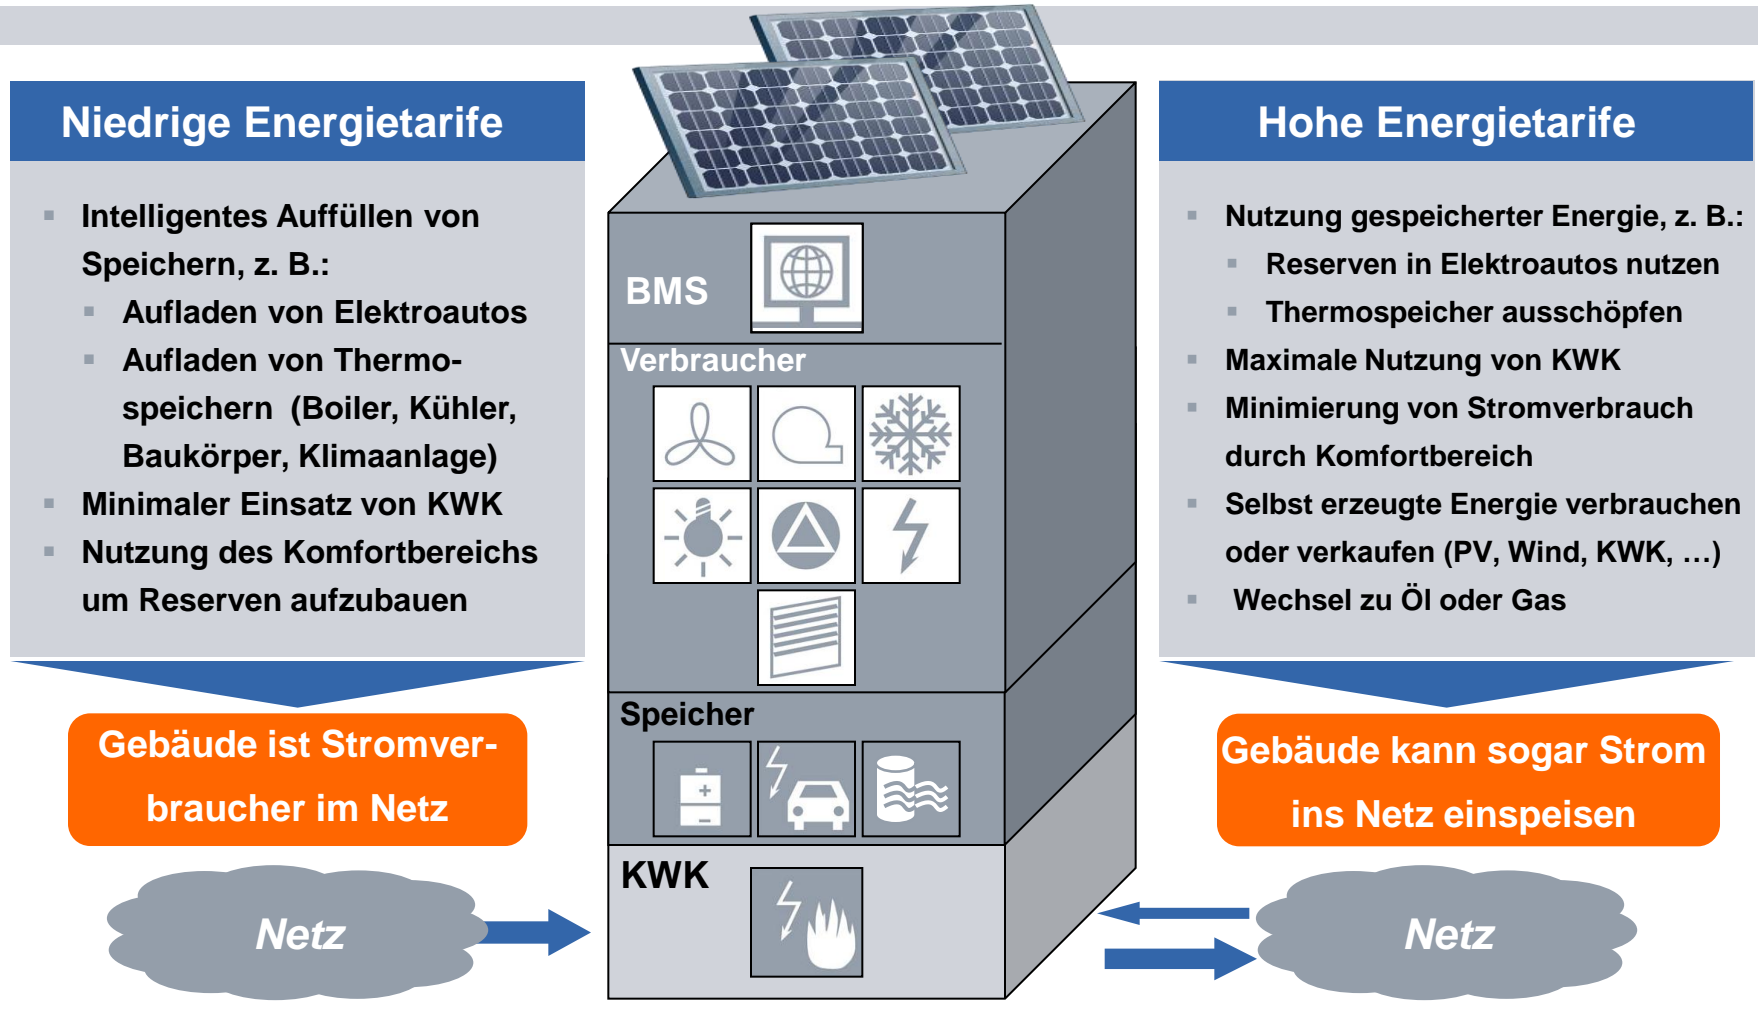 Niedrige Energietarife
Intelligentes Auffüllen von
Speichern, z. B.:
Aufladen von Elektroautos
Aufladen von Thermo-
speichern (Boiler, Kühler,
Baukörper, Klimaanlage)
Minimaler Einsatz von KWK
Nutzung des Komfortbereichs
um Reserven aufzubauen
Gebäude ist Stromver-
braucher im Netz
Netz
BMS
Verbraucher
Speicher
+
–
KWK
Hohe Energietarife
Nutzung gespeicherter Energie, z. B.:
Reserven in Elektroautos nutzen
Thermospeicher ausschöpfen
Maximale Nutzung von KWK
Minimierung von Stromverbrauch
durch Komfortbereich
Selbst erzeugte Energie verbrauchen
oder verkaufen (PV, Wind, KWK, …)
Wechsel zu Öl oder Gas
Gebäude kann sogar Strom
ins Netz einspeisen
Netz